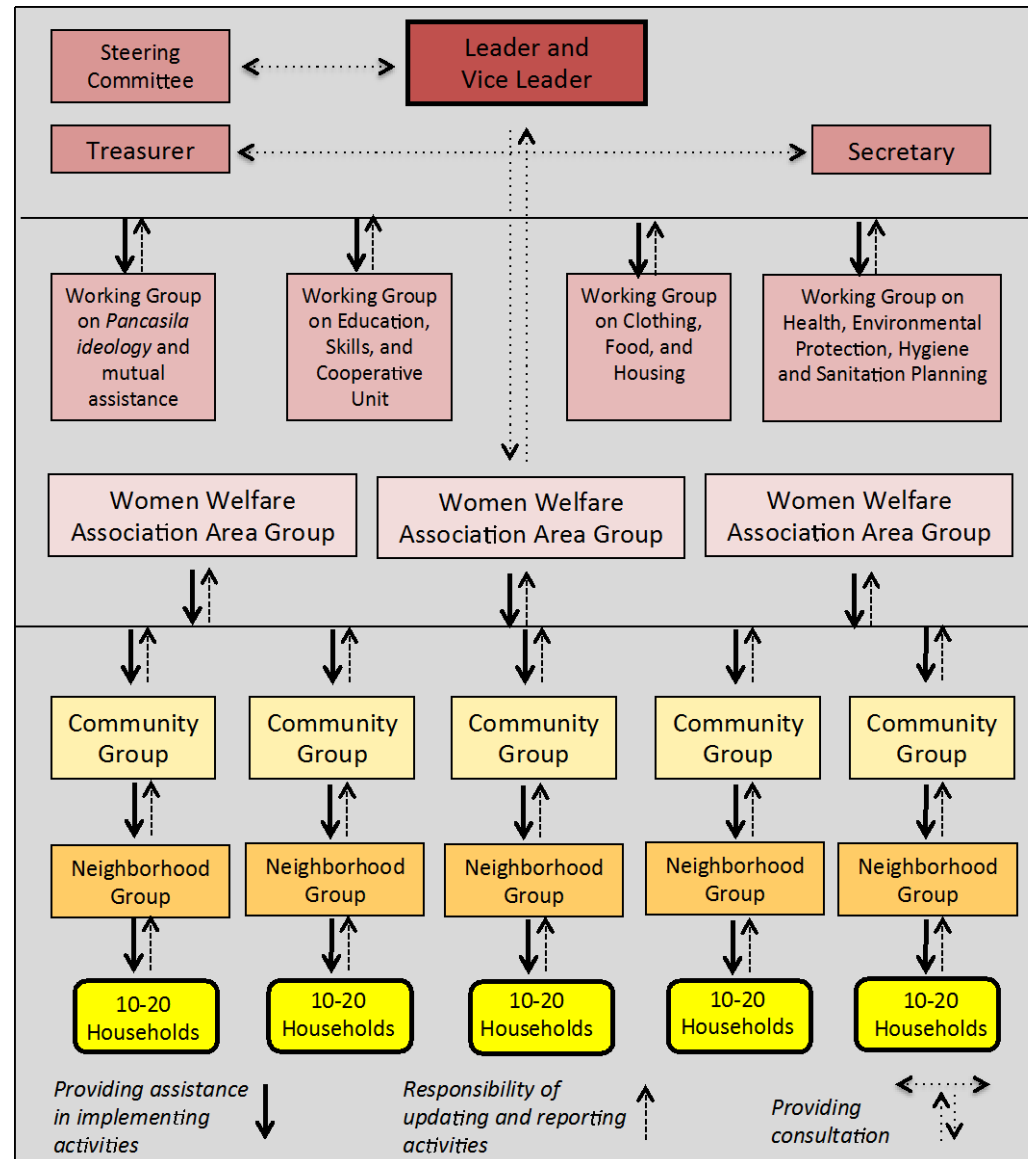 Steering
Committee
Leader and
Vice Leader
Treasurer
Secretary
Working Group
on Pancasila
ideology and
mutual
assistance
Working Group
on Education,
Skills, and
Cooperative
Unit
Working Group
on Clothing,
Food, and
Housing
Working Group on
Health, Environmental
Protection, Hygiene
and Sanitation Planning
Women Welfare
Association Area Group
Women Welfare
Association Area Group
Women Welfare
Association Area Group
Community
Group
Community
Group
Community
Group
Community
Group
Community
Group
Neighborhood
Group
Neighborhood
Group
Neighborhood
Group
Neighborhood
Group
Neighborhood
Group
10-20
Households
10-20
Households
10-20
Households
10-20
Households
10-20
Households
Providing assistance
in implementing
activities
Responsibility of
updating and reporting
activities
Providing
consultation